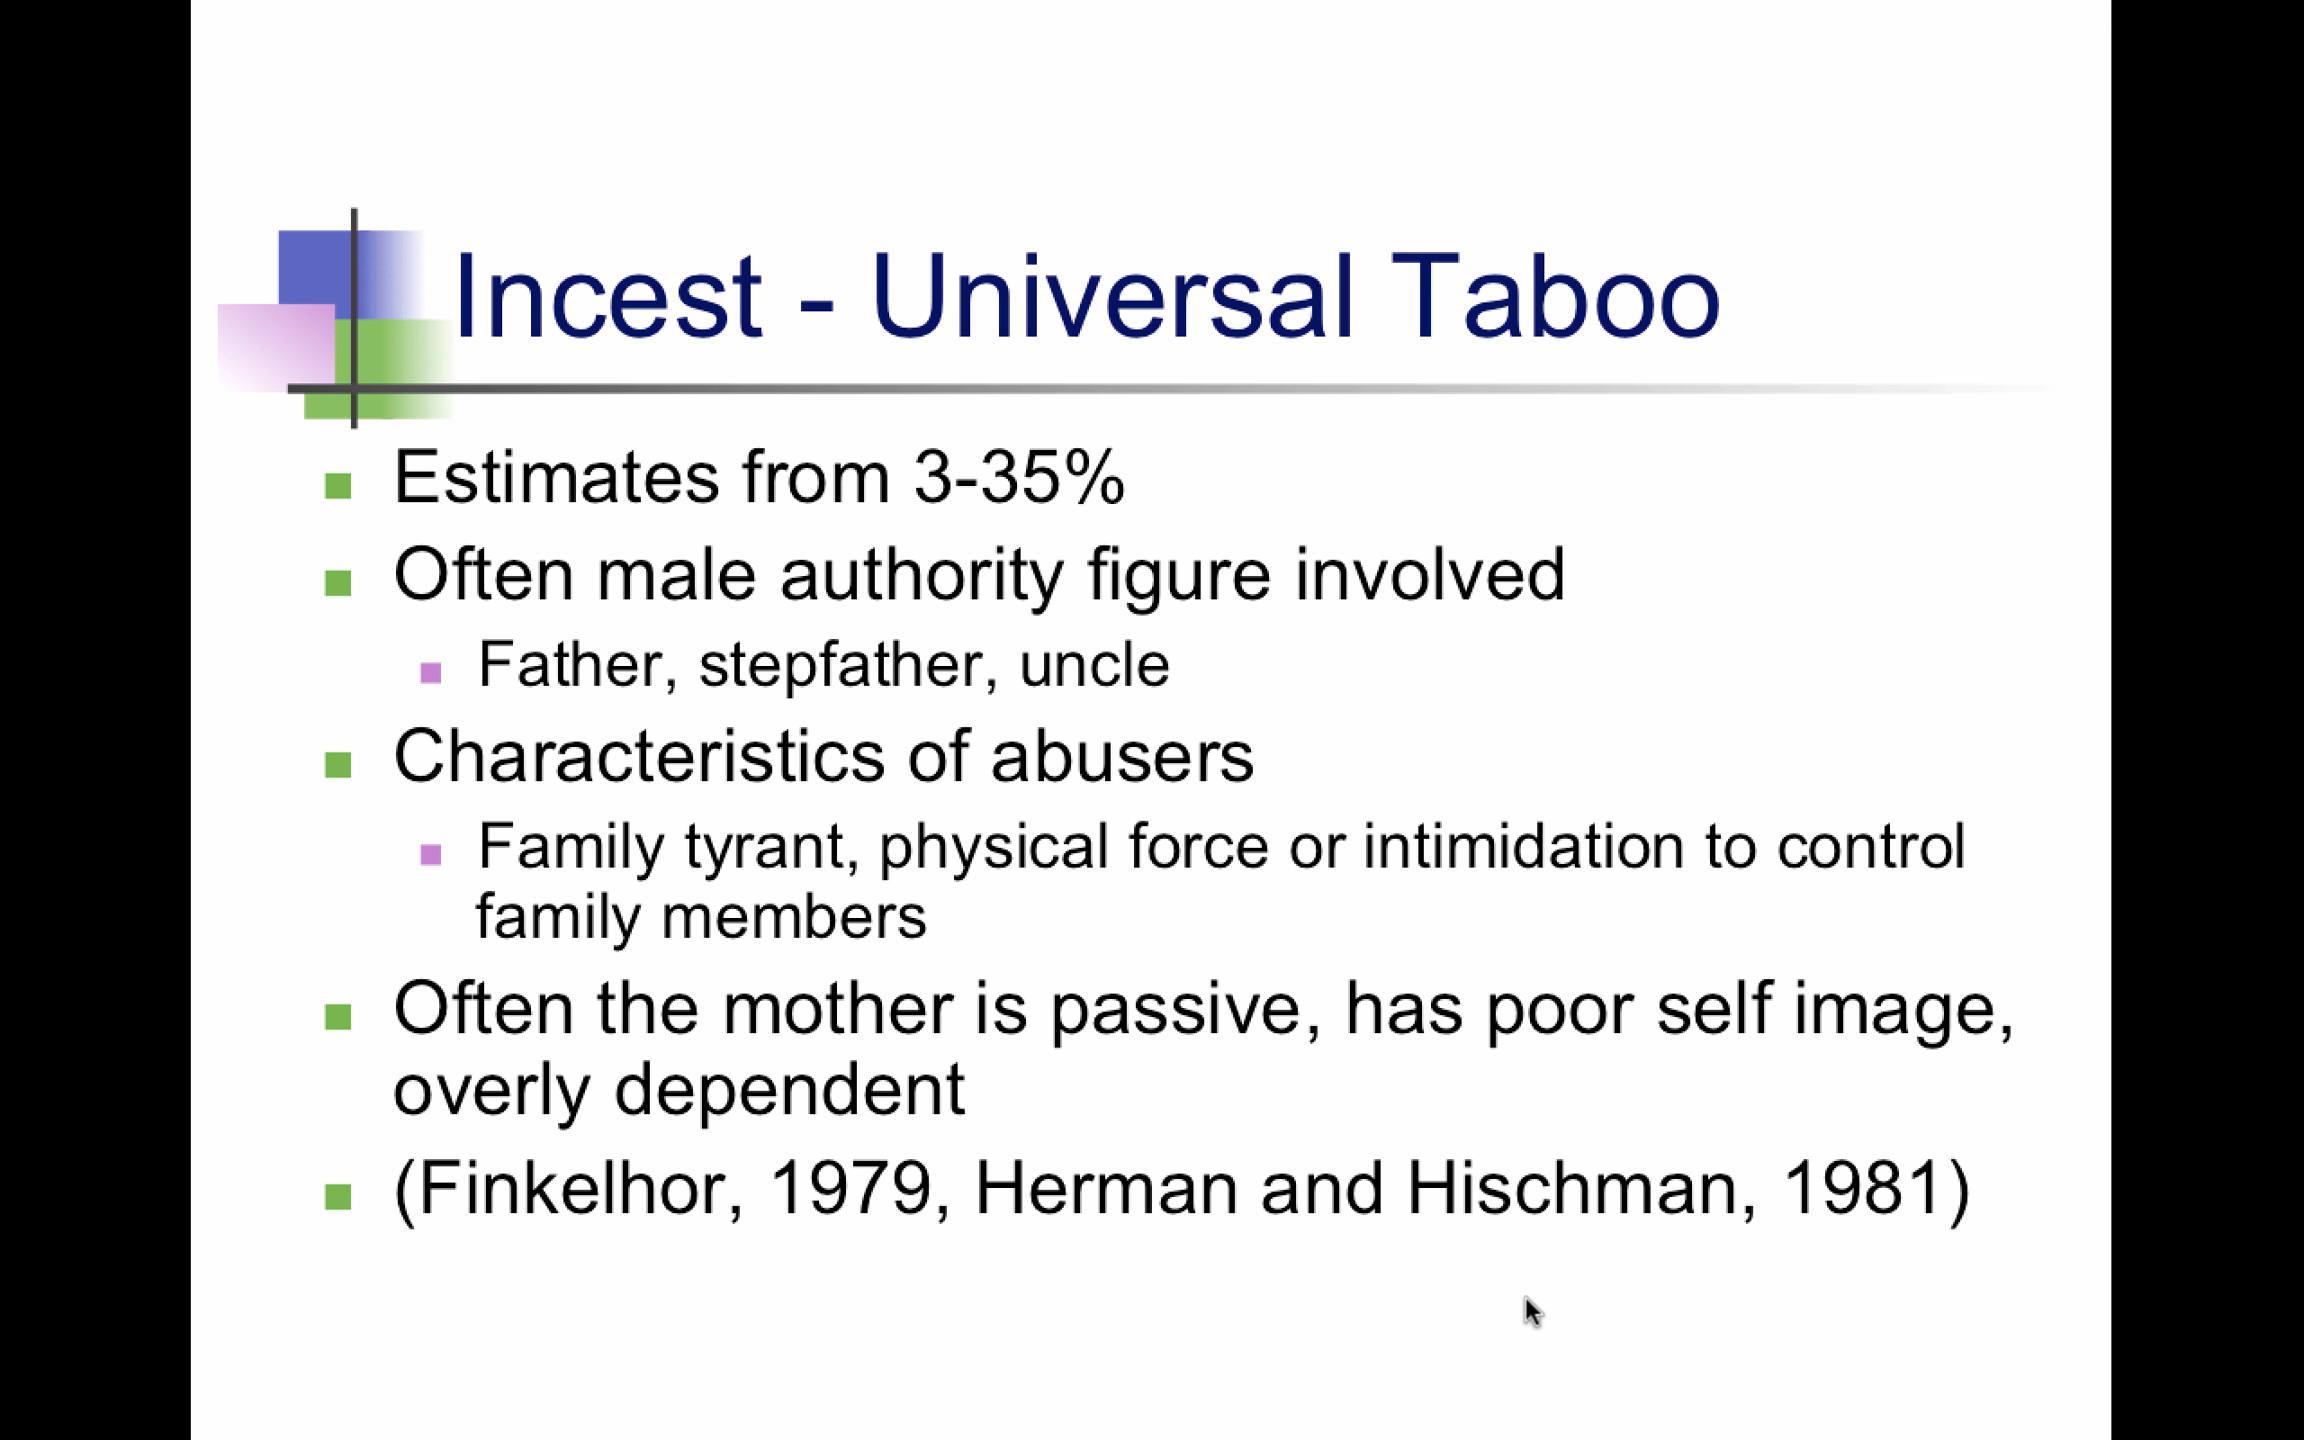 Incest - Universal Taboo
Estimates from 3-35%
Often male authority figure involved
Father, stepfather, uncle
Characteristics of abusers
Family tyrant, physical force or intimidation to control
family members
Often the mother is passive, has poor self image,
overly dependent
(Finkelhor, 1979, Herman and Hischman, 1981)